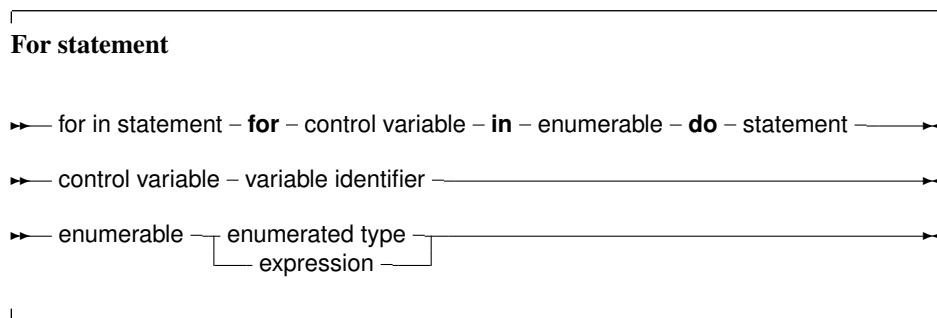 For statement
for in statement – for – control variable – in – enumerable – do – statement
control variable – variable identifier
enumerable – enumerated type
expression